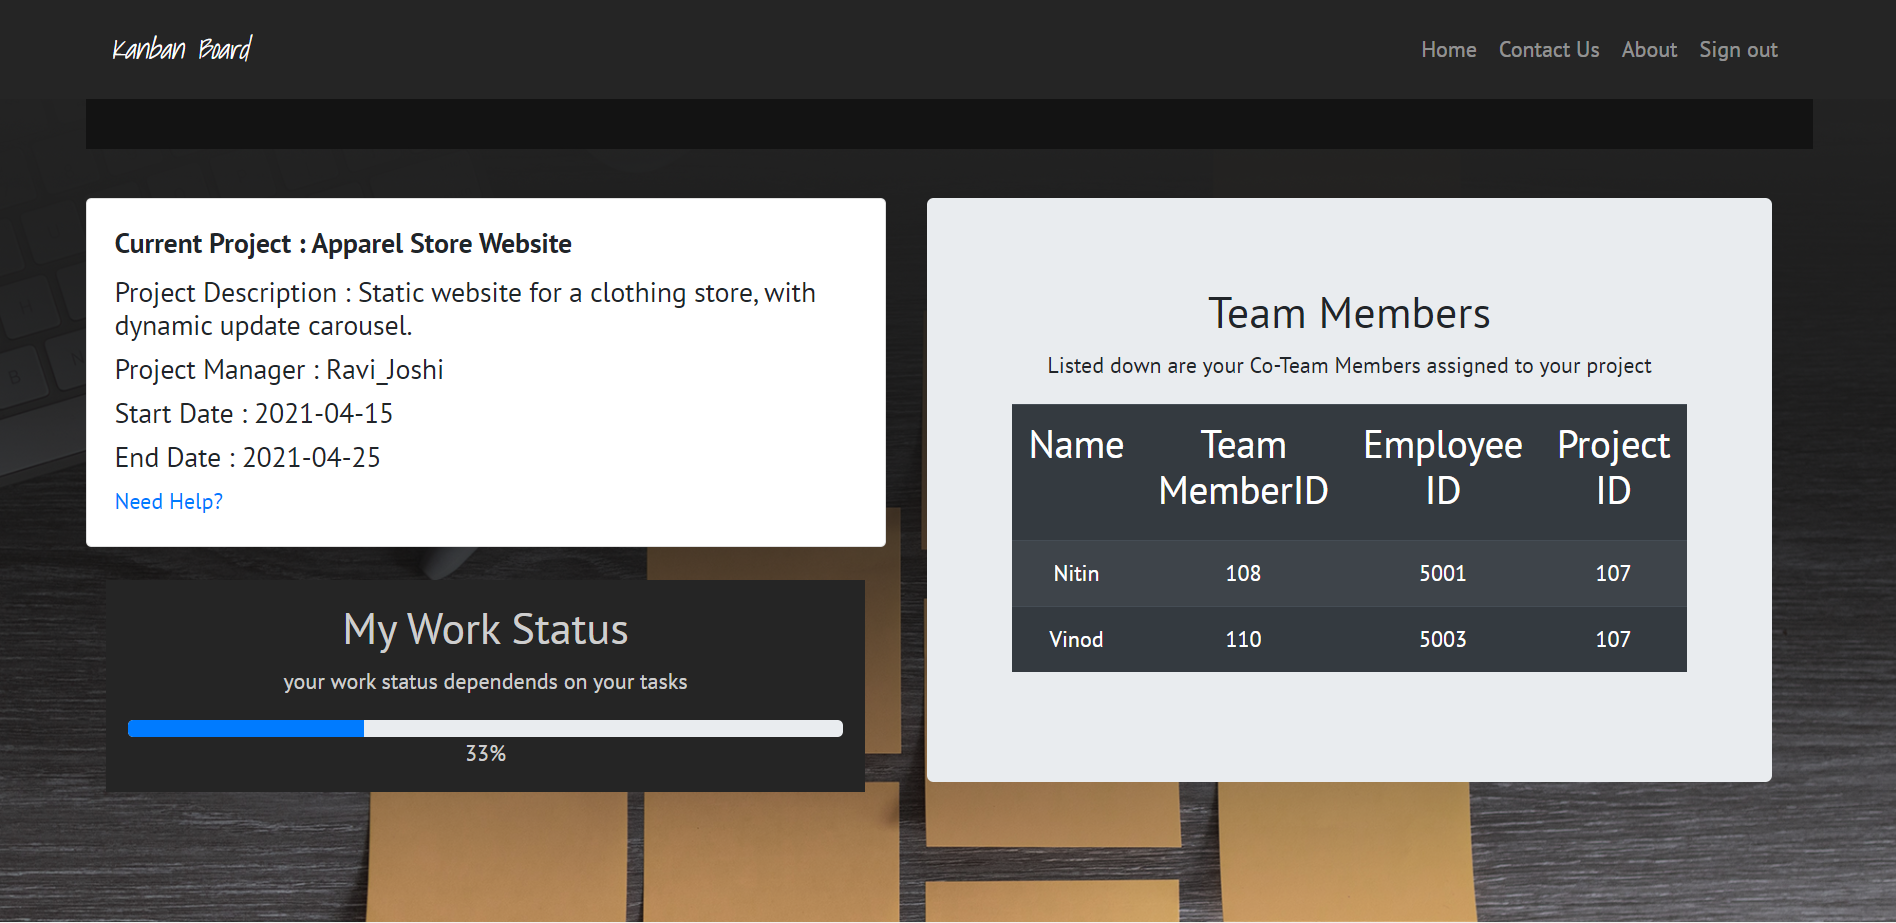 Kanban Board
Home Contact Us About Sign out
Current Project : Apparel Store Website
Project Description : Static website for a clothing store, with
dynamic update carousel.
Project Manager : Ravi_Joshi
Start Date : 2021-04-15
End Date : 2021-04-25
Need Help?
My Work Status
your work status dependends on your tasks
33%
Team Members
Listed down are your Co-Team Members assigned to your project
Name Team Employee Project
MemberID ID ID
Nitin 108 5001 107
Vinod 110 5003 107